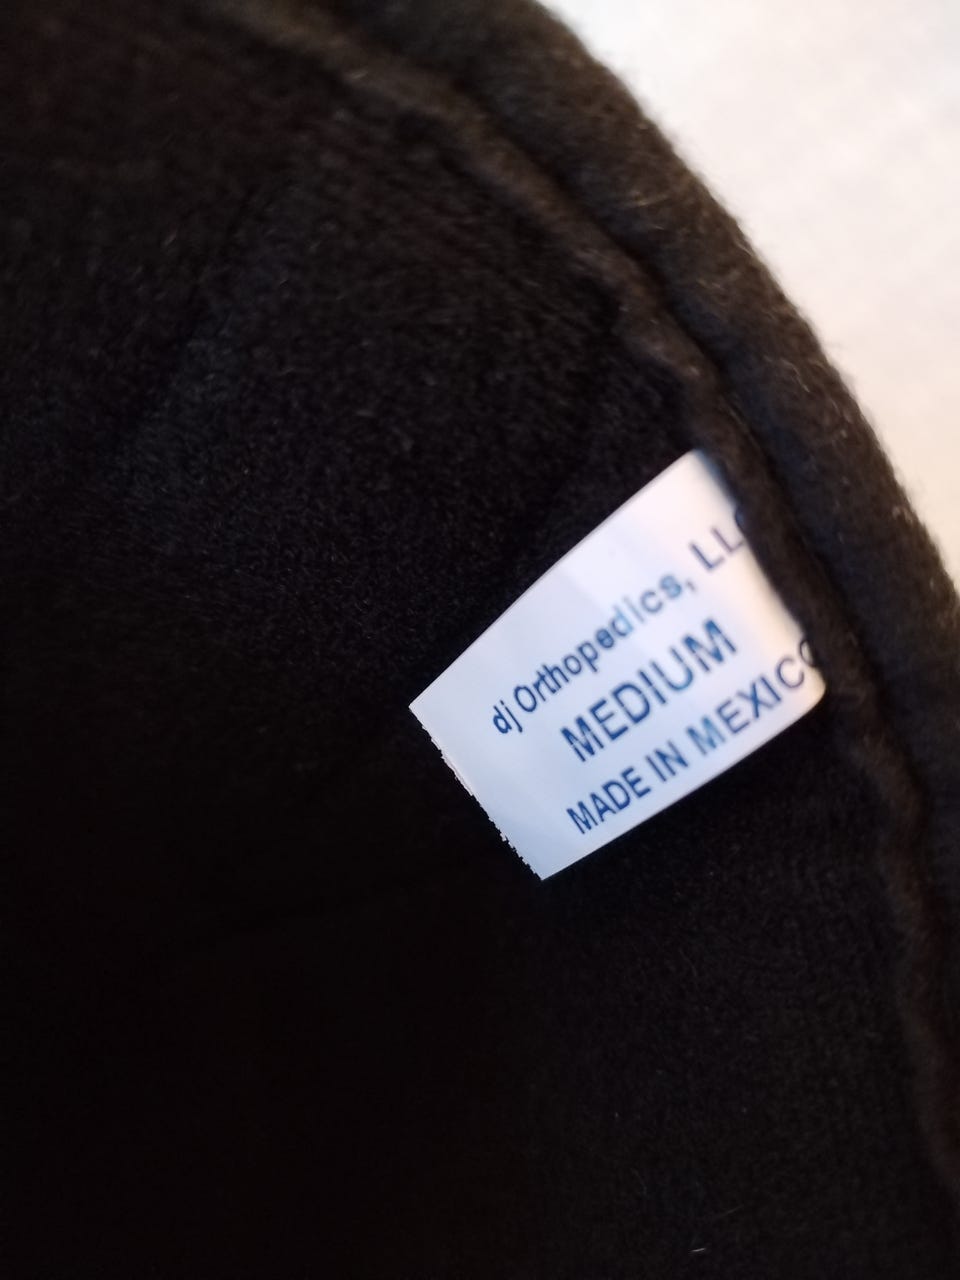 dj Orthopedics, LLC
MEDIUM
MADE IN MEXICO